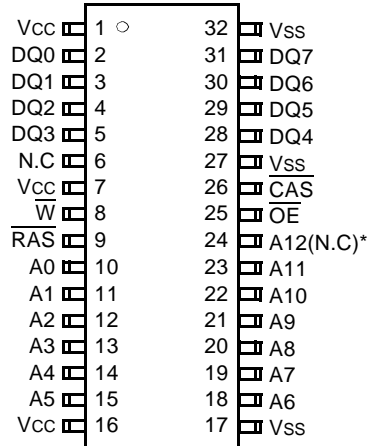 VCC 1 32 VSS
DQ0 2 31 DQ7
DQ1 3 30 DQ6
DQ2 4 29 DQ5
DQ3 5 28 DQ4
N.C 6 27 VSS
VCC 7 26 CAS
W 8 25 OE
RAS 9 24 A12(N.C)*
A0 10 23 A11
A1 11 22 A10
A2 12 21 A9
A3 13 20 A8
A4 14 19 A7
A5 15 18 A6
VCC 16 17 VSS